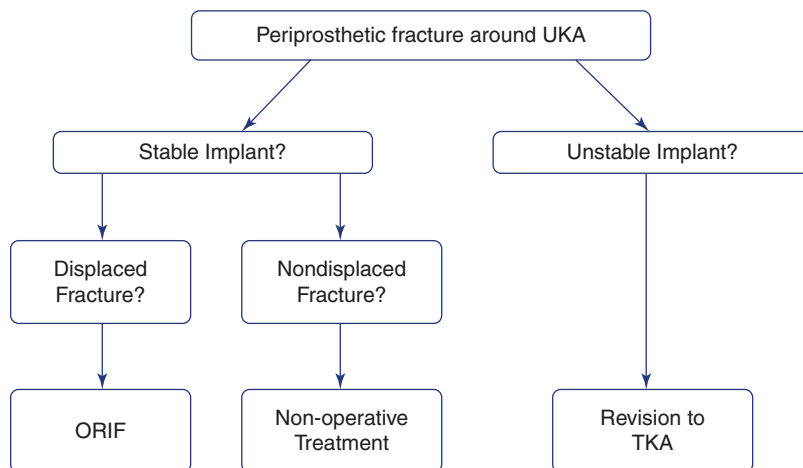 Periprosthetic fracture around UKA
Stable Implant?
Unstable Implant?
Displaced
Fracture?
Nondisplaced
Fracture?
ORIF
Non-operative
Treatment
Revision to
TKA